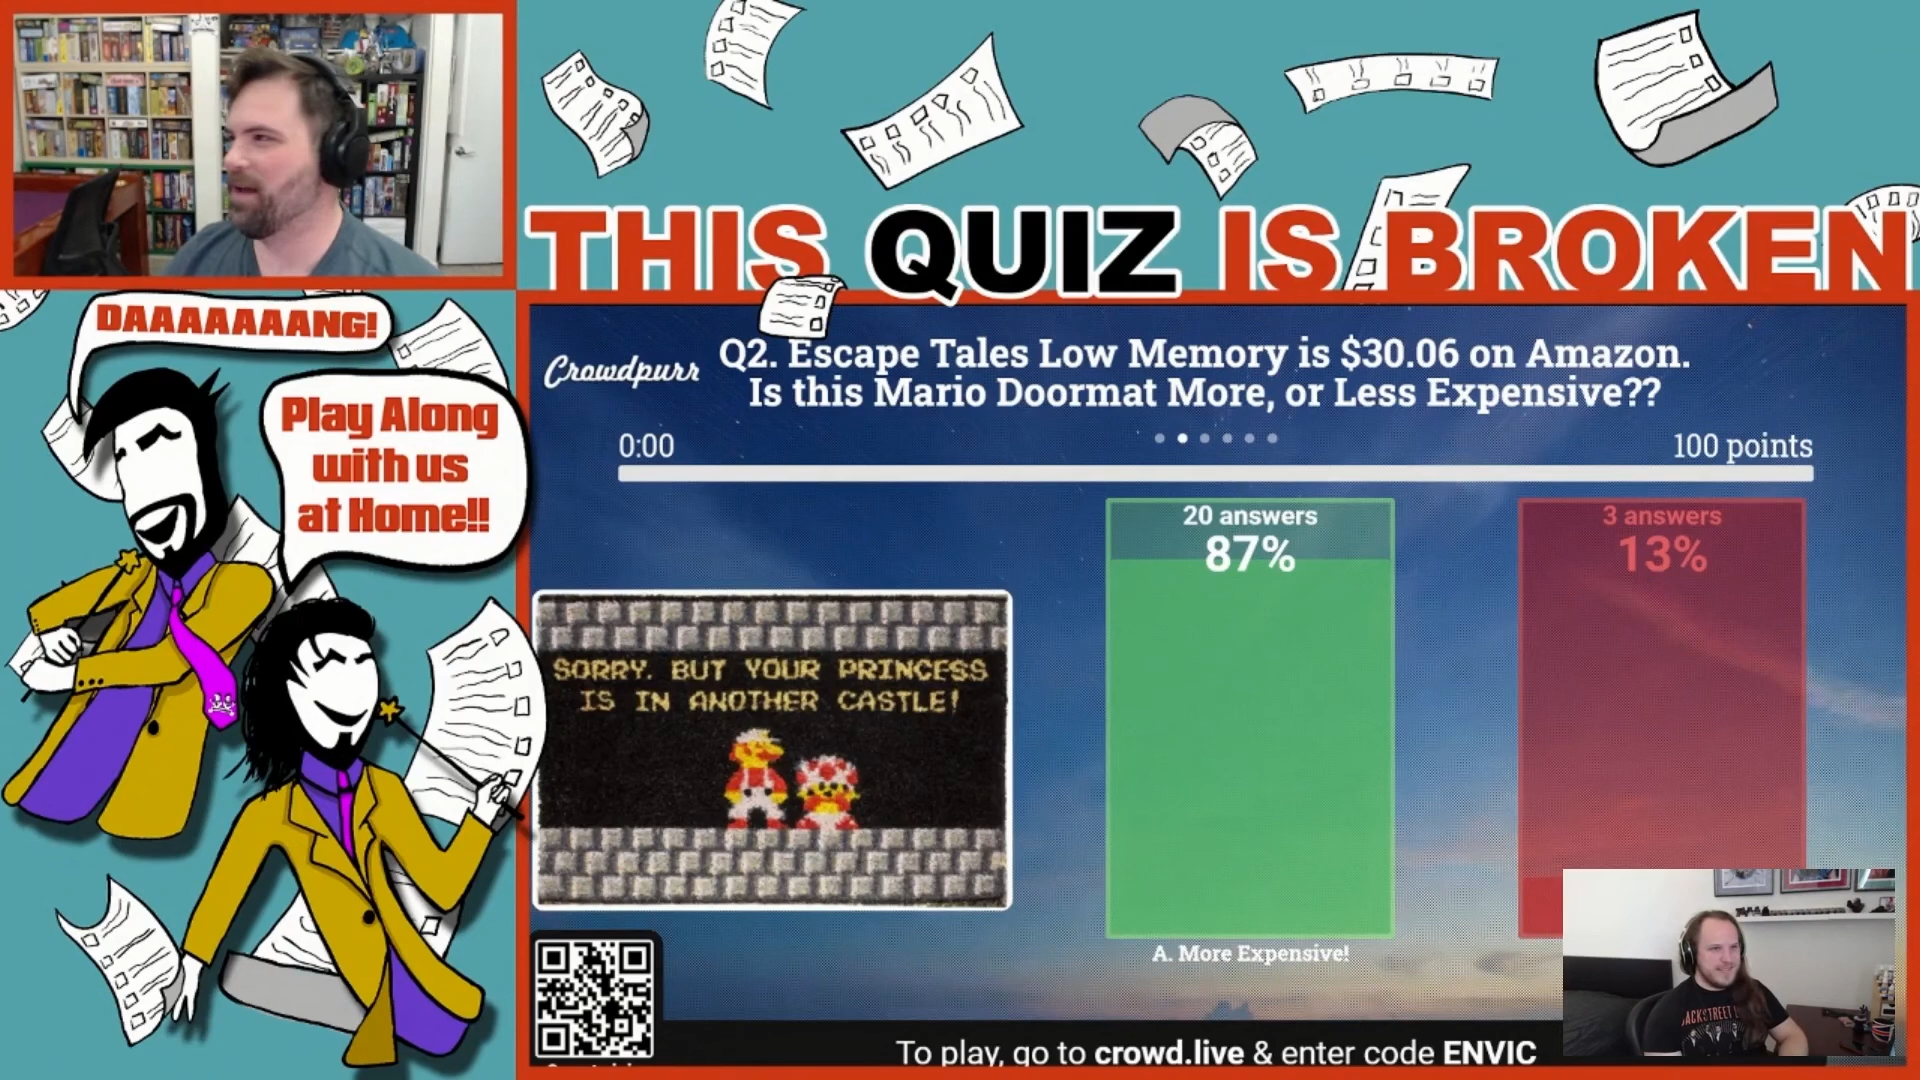 THIS QUIZ IS BROKEN
DAAAAAAAANG!
Play Along
with us
at Home!!
Crowdpurr
Q2. Escape Tales Low Memory is $30.06 on Amazon.
Is this Mario Doormat More, or Less Expensive??
0:00
100 points
20 answers
87%
3 answers
13%
SORRY. BUT YOUR PRINCESS
IS IN ANOTHER CASTLE!
A. More Expensive!
To play, go to crowd.live & enter code ENVIC